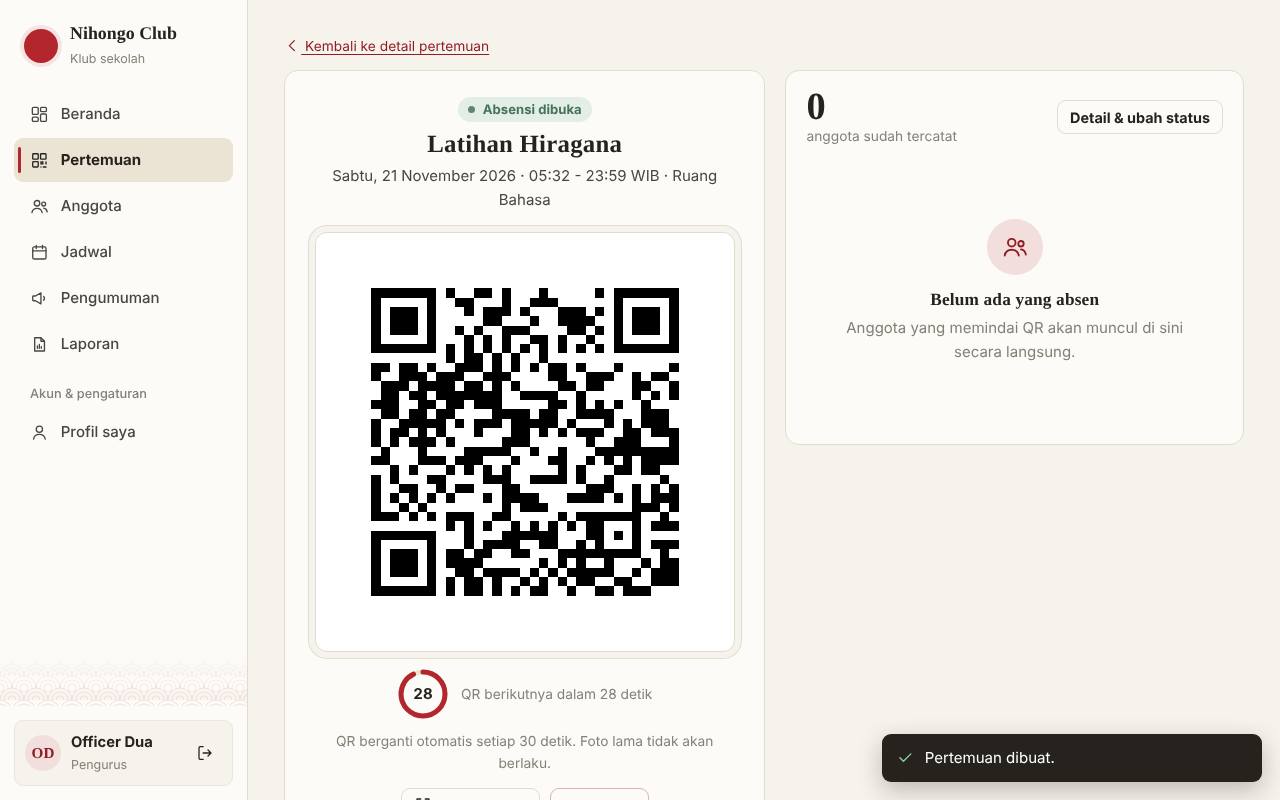 Nihongo Club
Klub sekolah
Beranda
Pertemuan
Anggota
Jadwal
Pengumuman
Laporan
Akun & pengaturan
Profil saya
OD
Officer Dua
Pengurus
Kembali ke detail pertemuan
Absensi dibuka
Latihan Hiragana
Sabtu, 21 November 2026 · 05:32 - 23:59 WIB · Ruang
Bahasa
28
QR berikutnya dalam 28 detik
QR berganti otomatis setiap 30 detik. Foto lama tidak akan
berlaku.
0
anggota sudah tercatat
Detail & ubah status
Belum ada yang absen
Anggota yang memindai QR akan muncul di sini
secara langsung.
Pertemuan dibuat.